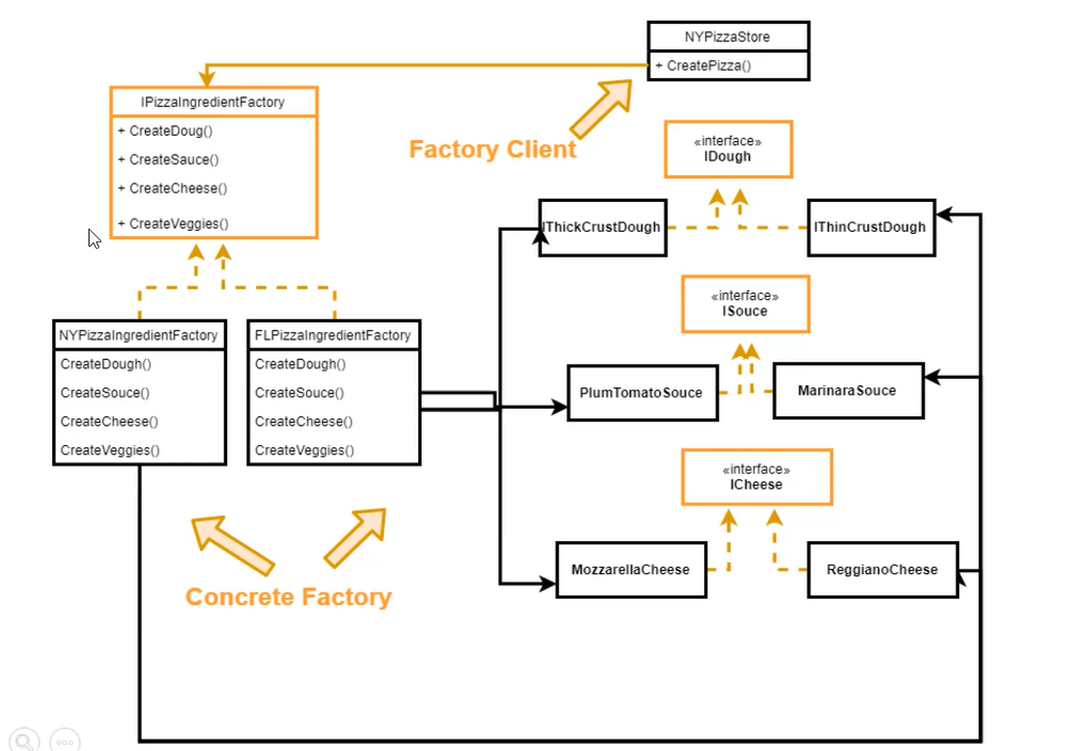 NYPizzaStore
+ CreatePizza()
IPizzaIngredientFactory
+ CreateDoug()
+ CreateSauce()
+ CreateCheese()
+ CreateVeggies()
Factory Client
«interface»
IDough
IThickCrustDough
IThinCrustDough
«interface»
ISouce
NYPizzaIngredientFactory
CreateDough()
CreateSouce()
CreateCheese()
CreateVeggies()
FLPizzaIngredientFactory
CreateDough()
CreateSouce()
CreateCheese()
CreateVeggies()
PlumTomatoSouce
MarinaraSouce
«interface»
ICheese
MozzarellaCheese
ReggianoCheese
Concrete Factory